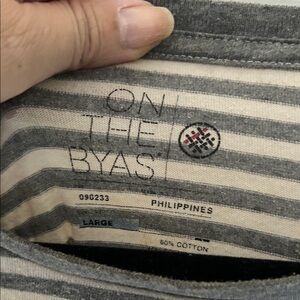 ON
THE
BYAS
090233 PHILIPPINES
LARGE
60% COTTON